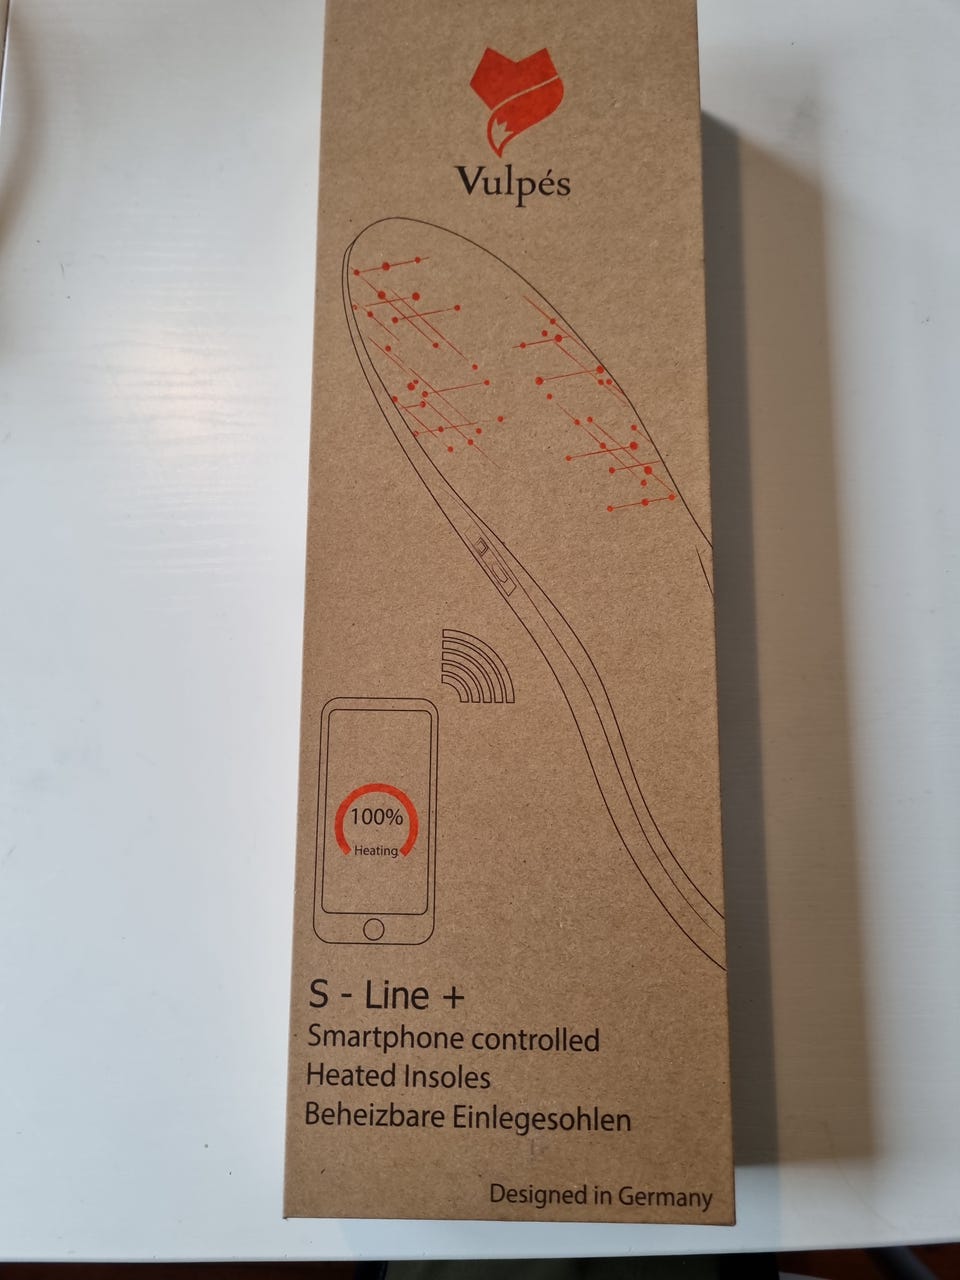 Vulpés
100%
Heating
S - Line +
Smartphone controlled
Heated Insoles
Beheizbare Einlegesohlen
Designed in Germany